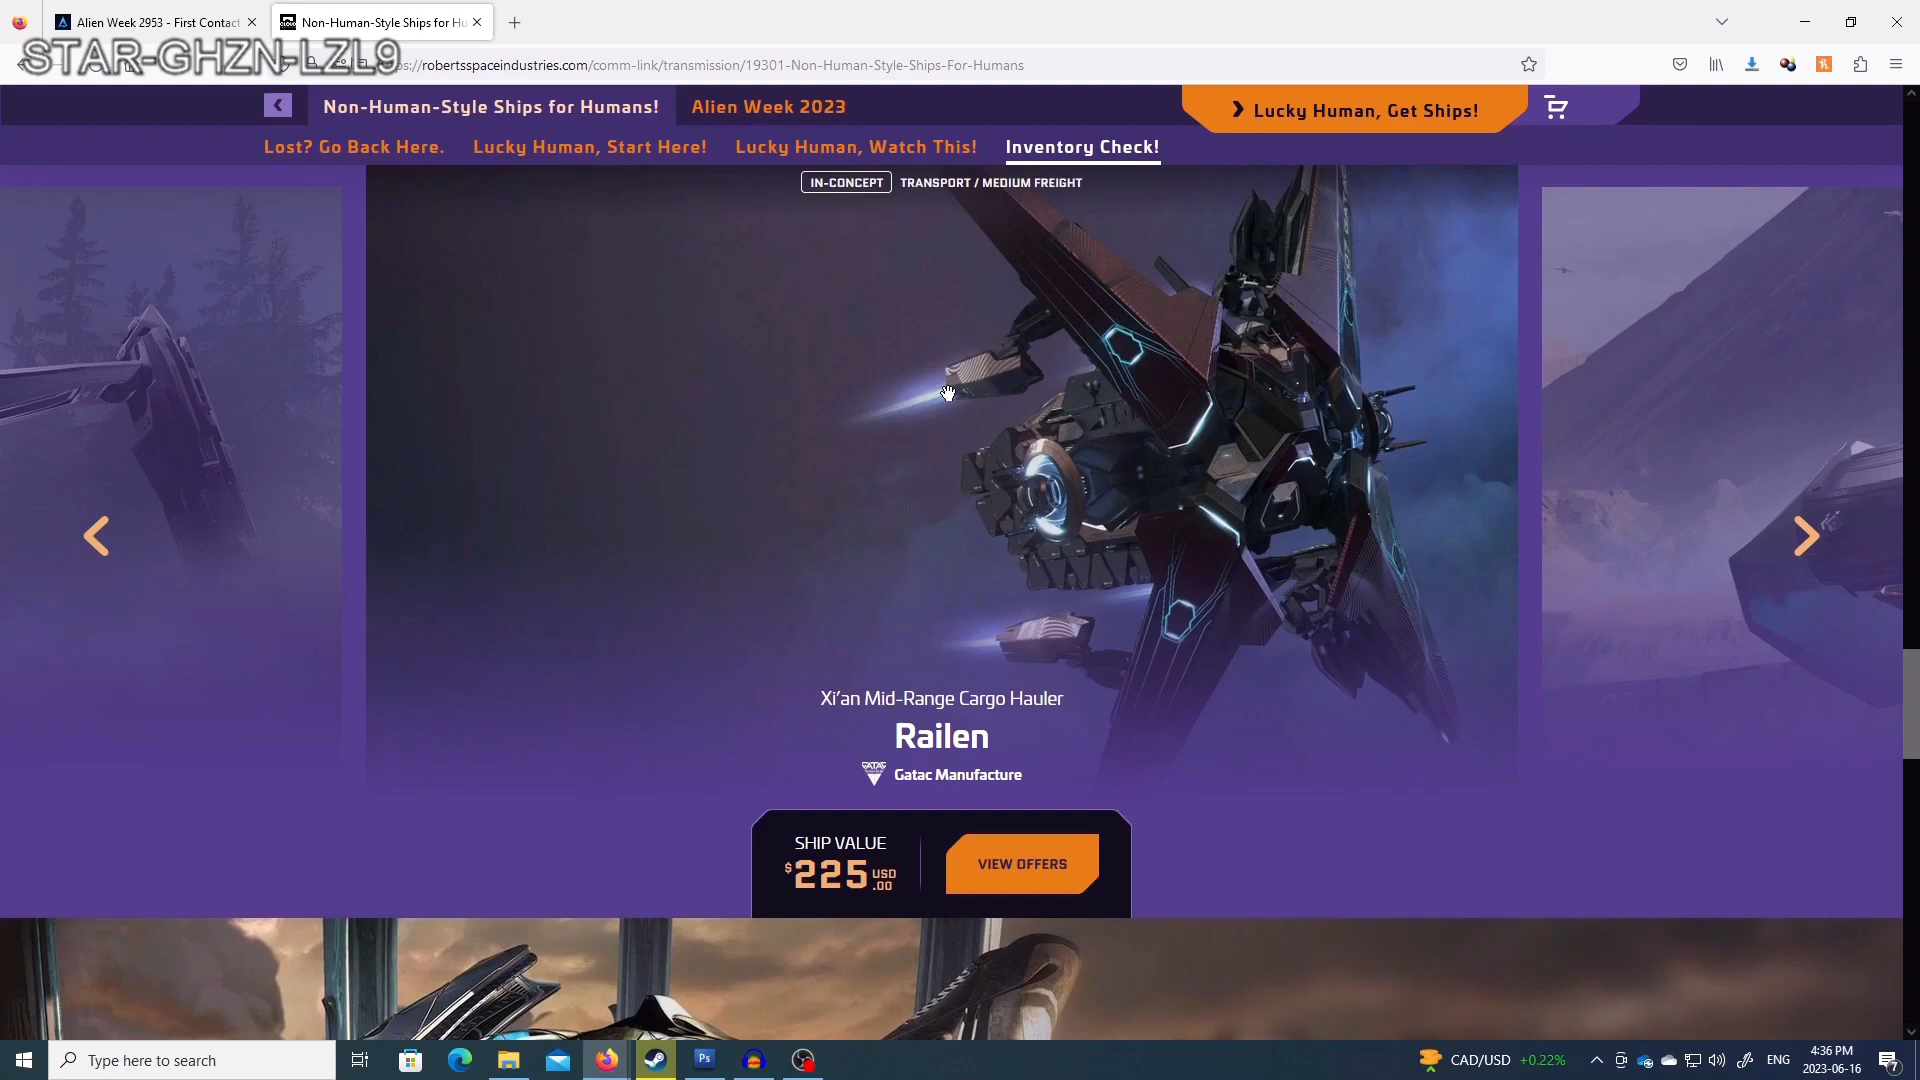 Alien Week 2953 - First Contact
Non-Human-Style Ships for Hu
STAR-GHZN-LZL9
robertsspaceindustries.com/comm-link/transmission/19301-Non-Human-Style-Ships-For-Humans
Non-Human-Style Ships for Humans!
Alien Week 2023
Lucky Human, Get Ships!
Lost? Go Back Here.
Lucky Human, Start Here!
Lucky Human, Watch This!
Inventory Check!
IN-CONCEPT
TRANSPORT / MEDIUM FREIGHT
Xi'an Mid-Range Cargo Hauler
Railen
GATAC
Gatac Manufacture
SHIP VALUE
$225 USD .00
VIEW OFFERS
Type here to search
Ps
CAD/USD +0.22%
ENG
4:36 PM
2023-06-16
7